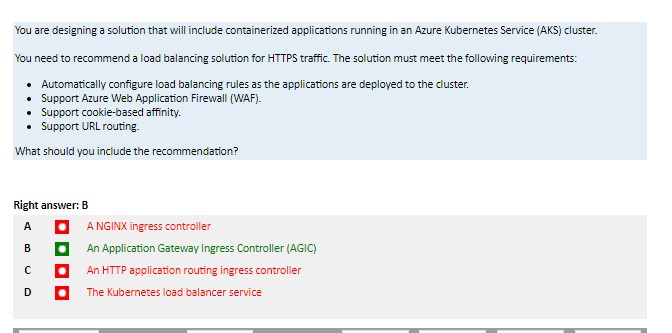 You are designing a solution that will include containerized applications running in an Azure Kubernetes Service (AKS) cluster.
You need to recommend a load balancing solution for HTTPS traffic. The solution must meet the following requirements:
• Automatically configure load balancing rules as the applications are deployed to the cluster.
• Support Azure Web Application Firewall (WAF).
• Support cookie-based affinity.
• Support URL routing.
What should you include the recommendation?
Right answer: B
A A NGINX ingress controller
B An Application Gateway Ingress Controller (AGIC)
C An HTTP application routing ingress controller
D The Kubernetes load balancer service